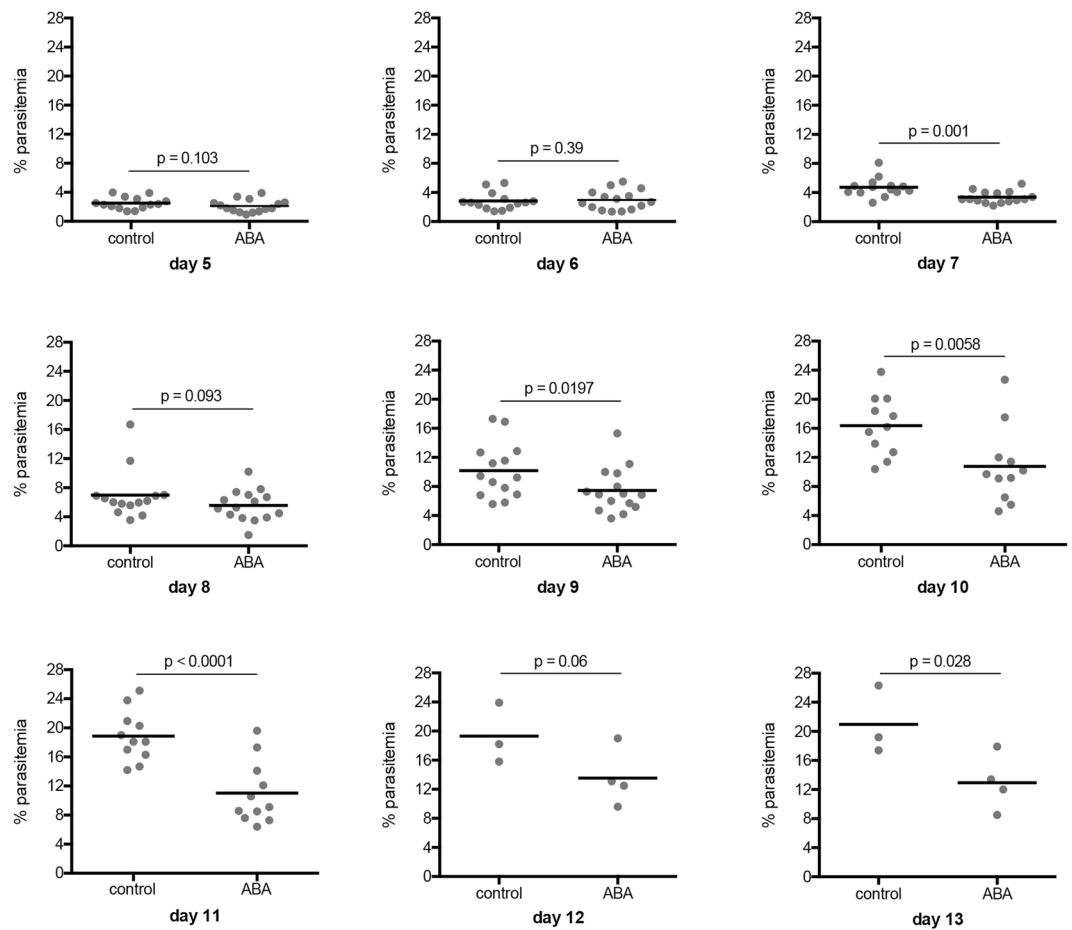 28
24
20
16
12
8
4
0
% parasitemia
p = 0.103
control
ABA
day 5
28
24
20
16
12
8
4
0
% parasitemia
p = 0.39
control
ABA
day 6
28
24
20
16
12
8
4
0
% parasitemia
p = 0.001
control
ABA
day 7
28
24
20
16
12
8
4
0
% parasitemia
p = 0.093
control
ABA
day 8
28
24
20
16
12
8
4
0
% parasitemia
p = 0.0197
control
ABA
day 9
28
24
20
16
12
8
4
0
% parasitemia
p = 0.0058
control
ABA
day 10
28
24
20
16
12
8
4
0
% parasitemia
p < 0.0001
control
ABA
day 11
28
24
20
16
12
8
4
0
% parasitemia
p = 0.06
control
ABA
day 12
28
24
20
16
12
8
4
0
% parasitemia
p = 0.028
control
ABA
day 13